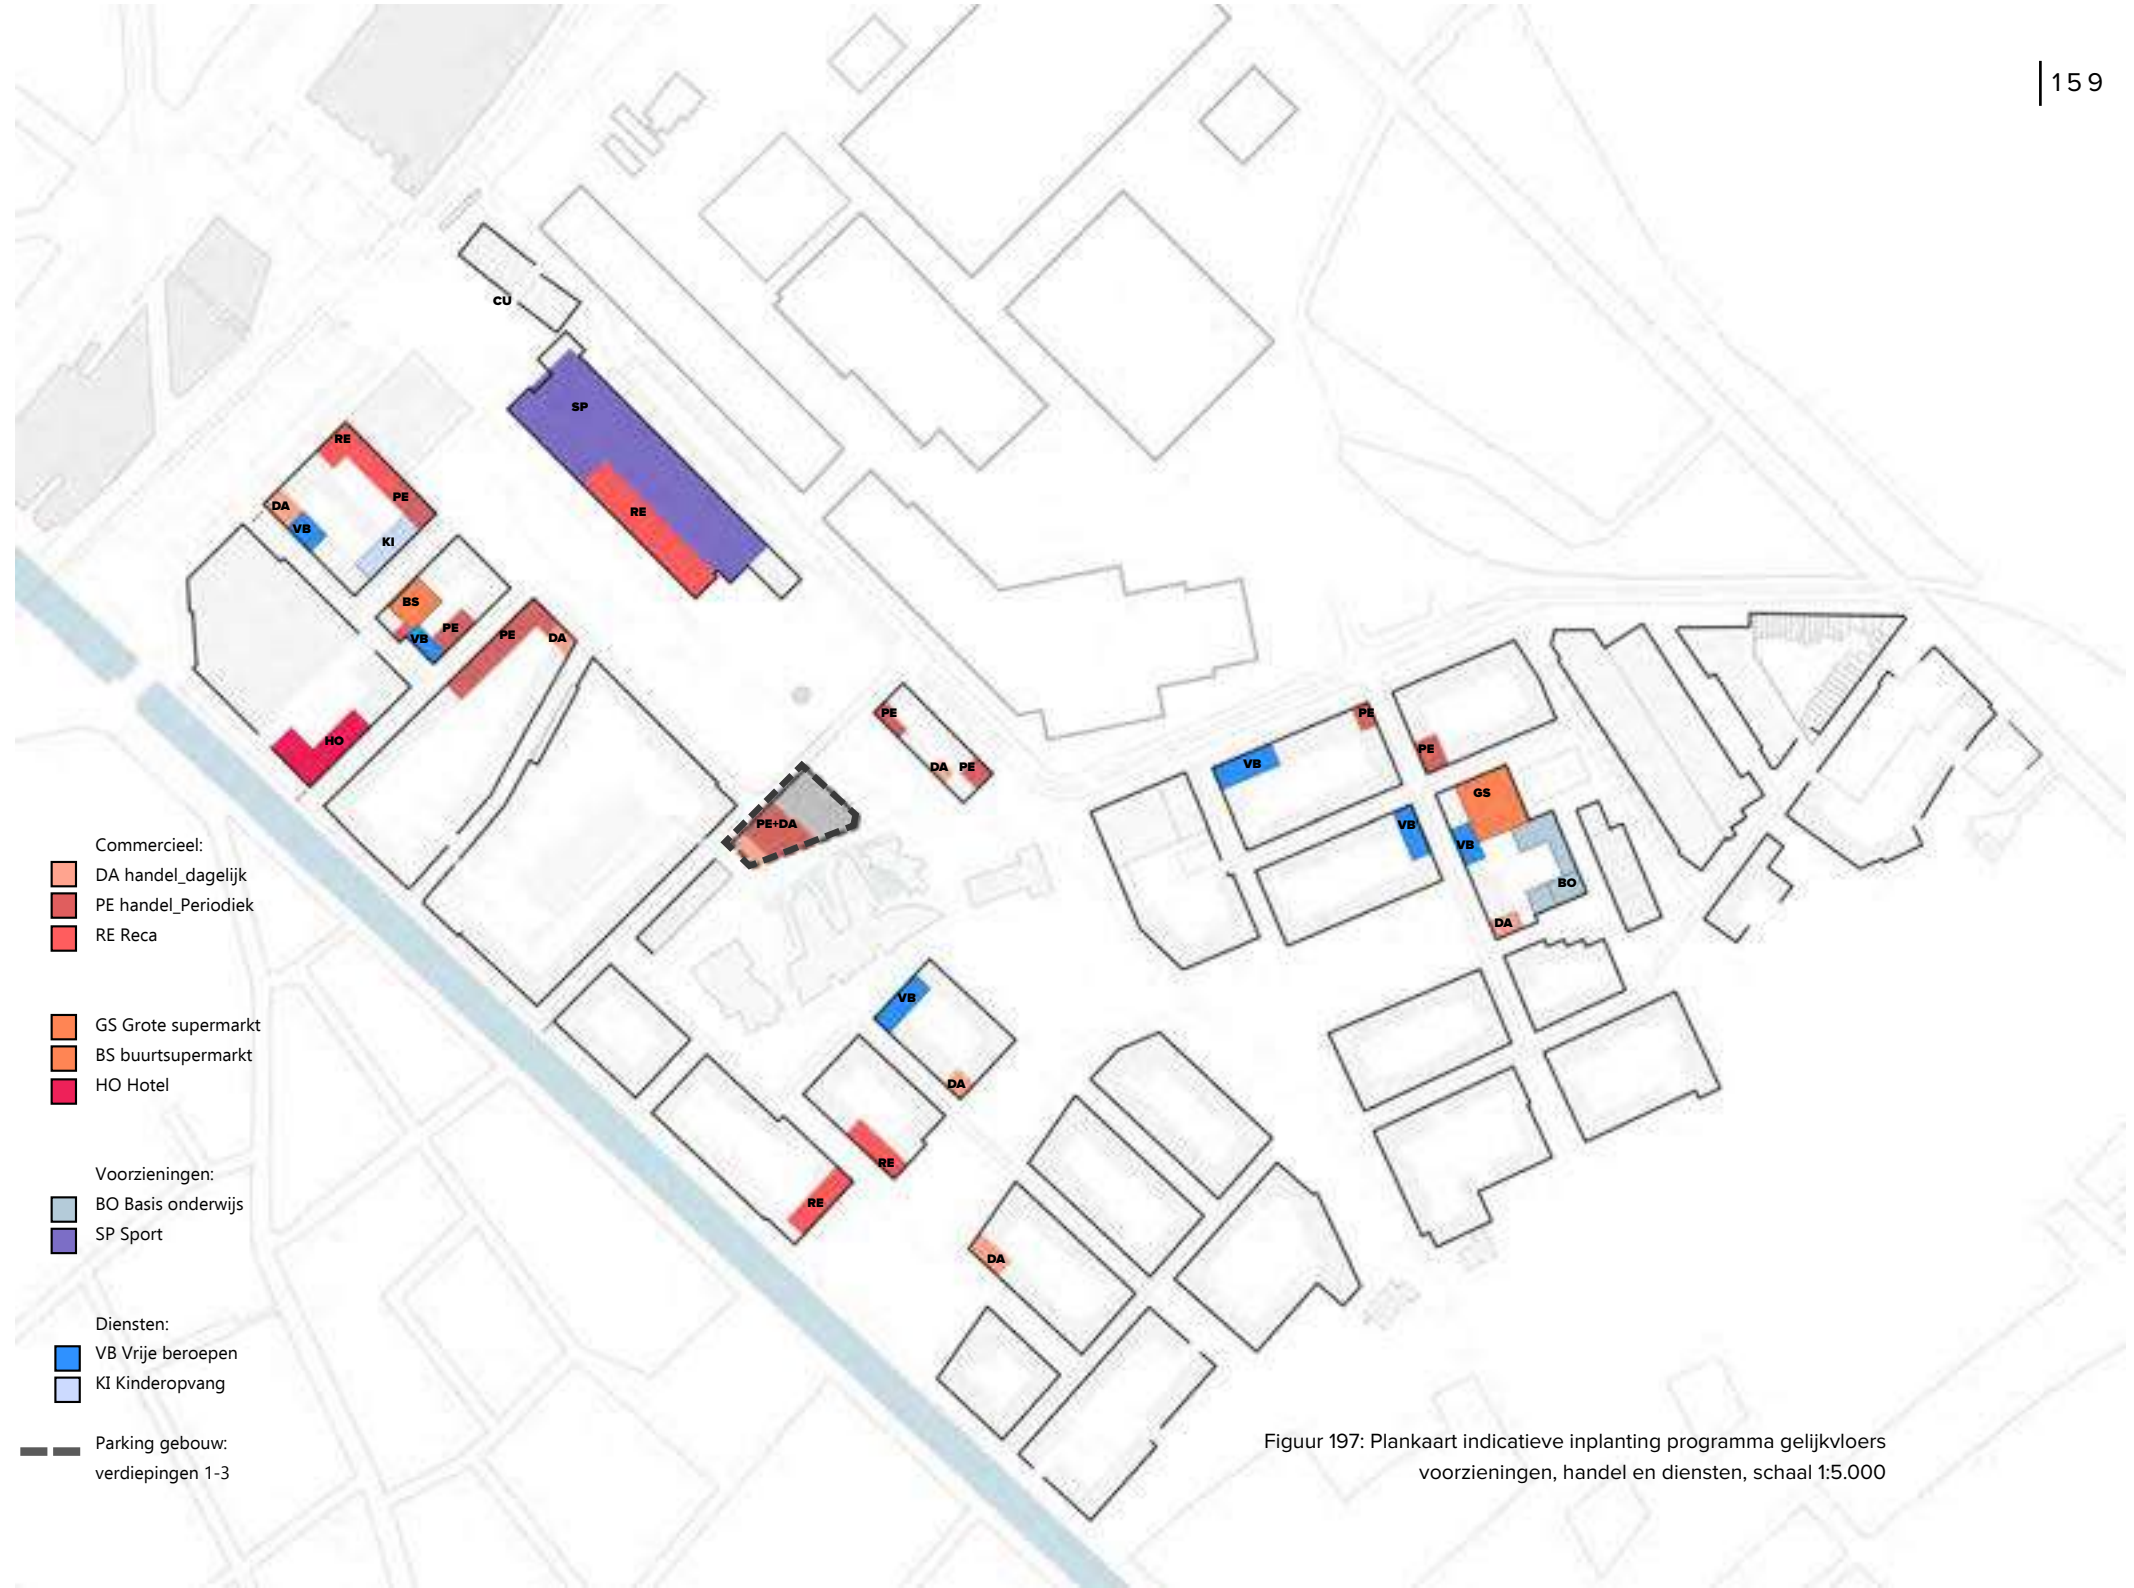 159
CU
SP
RE
RE
PE
DA
VB
KI
BS
PE
VB
PE
DA
HO
PE
DA PE
PE+DA
PE
VB
PE
GS
VB
VB
BO
DA
VB
DA
RE
RE
DA
Commercieel:
DA handel_dagelijk
PE handel_Periodiek
RE Reca
GS Grote supermarkt
BS buurtsupermarkt
HO Hotel
Voorzieningen:
BO Basis onderwijs
SP Sport
Diensten:
VB Vrije beroepen
KI Kinderopvang
Parking gebouw:
verdiepingen 1-3
Figuur 197: Plankaart indicatieve inplanting programma gelijkvloers
voorzieningen, handel en diensten, schaal 1:5.000